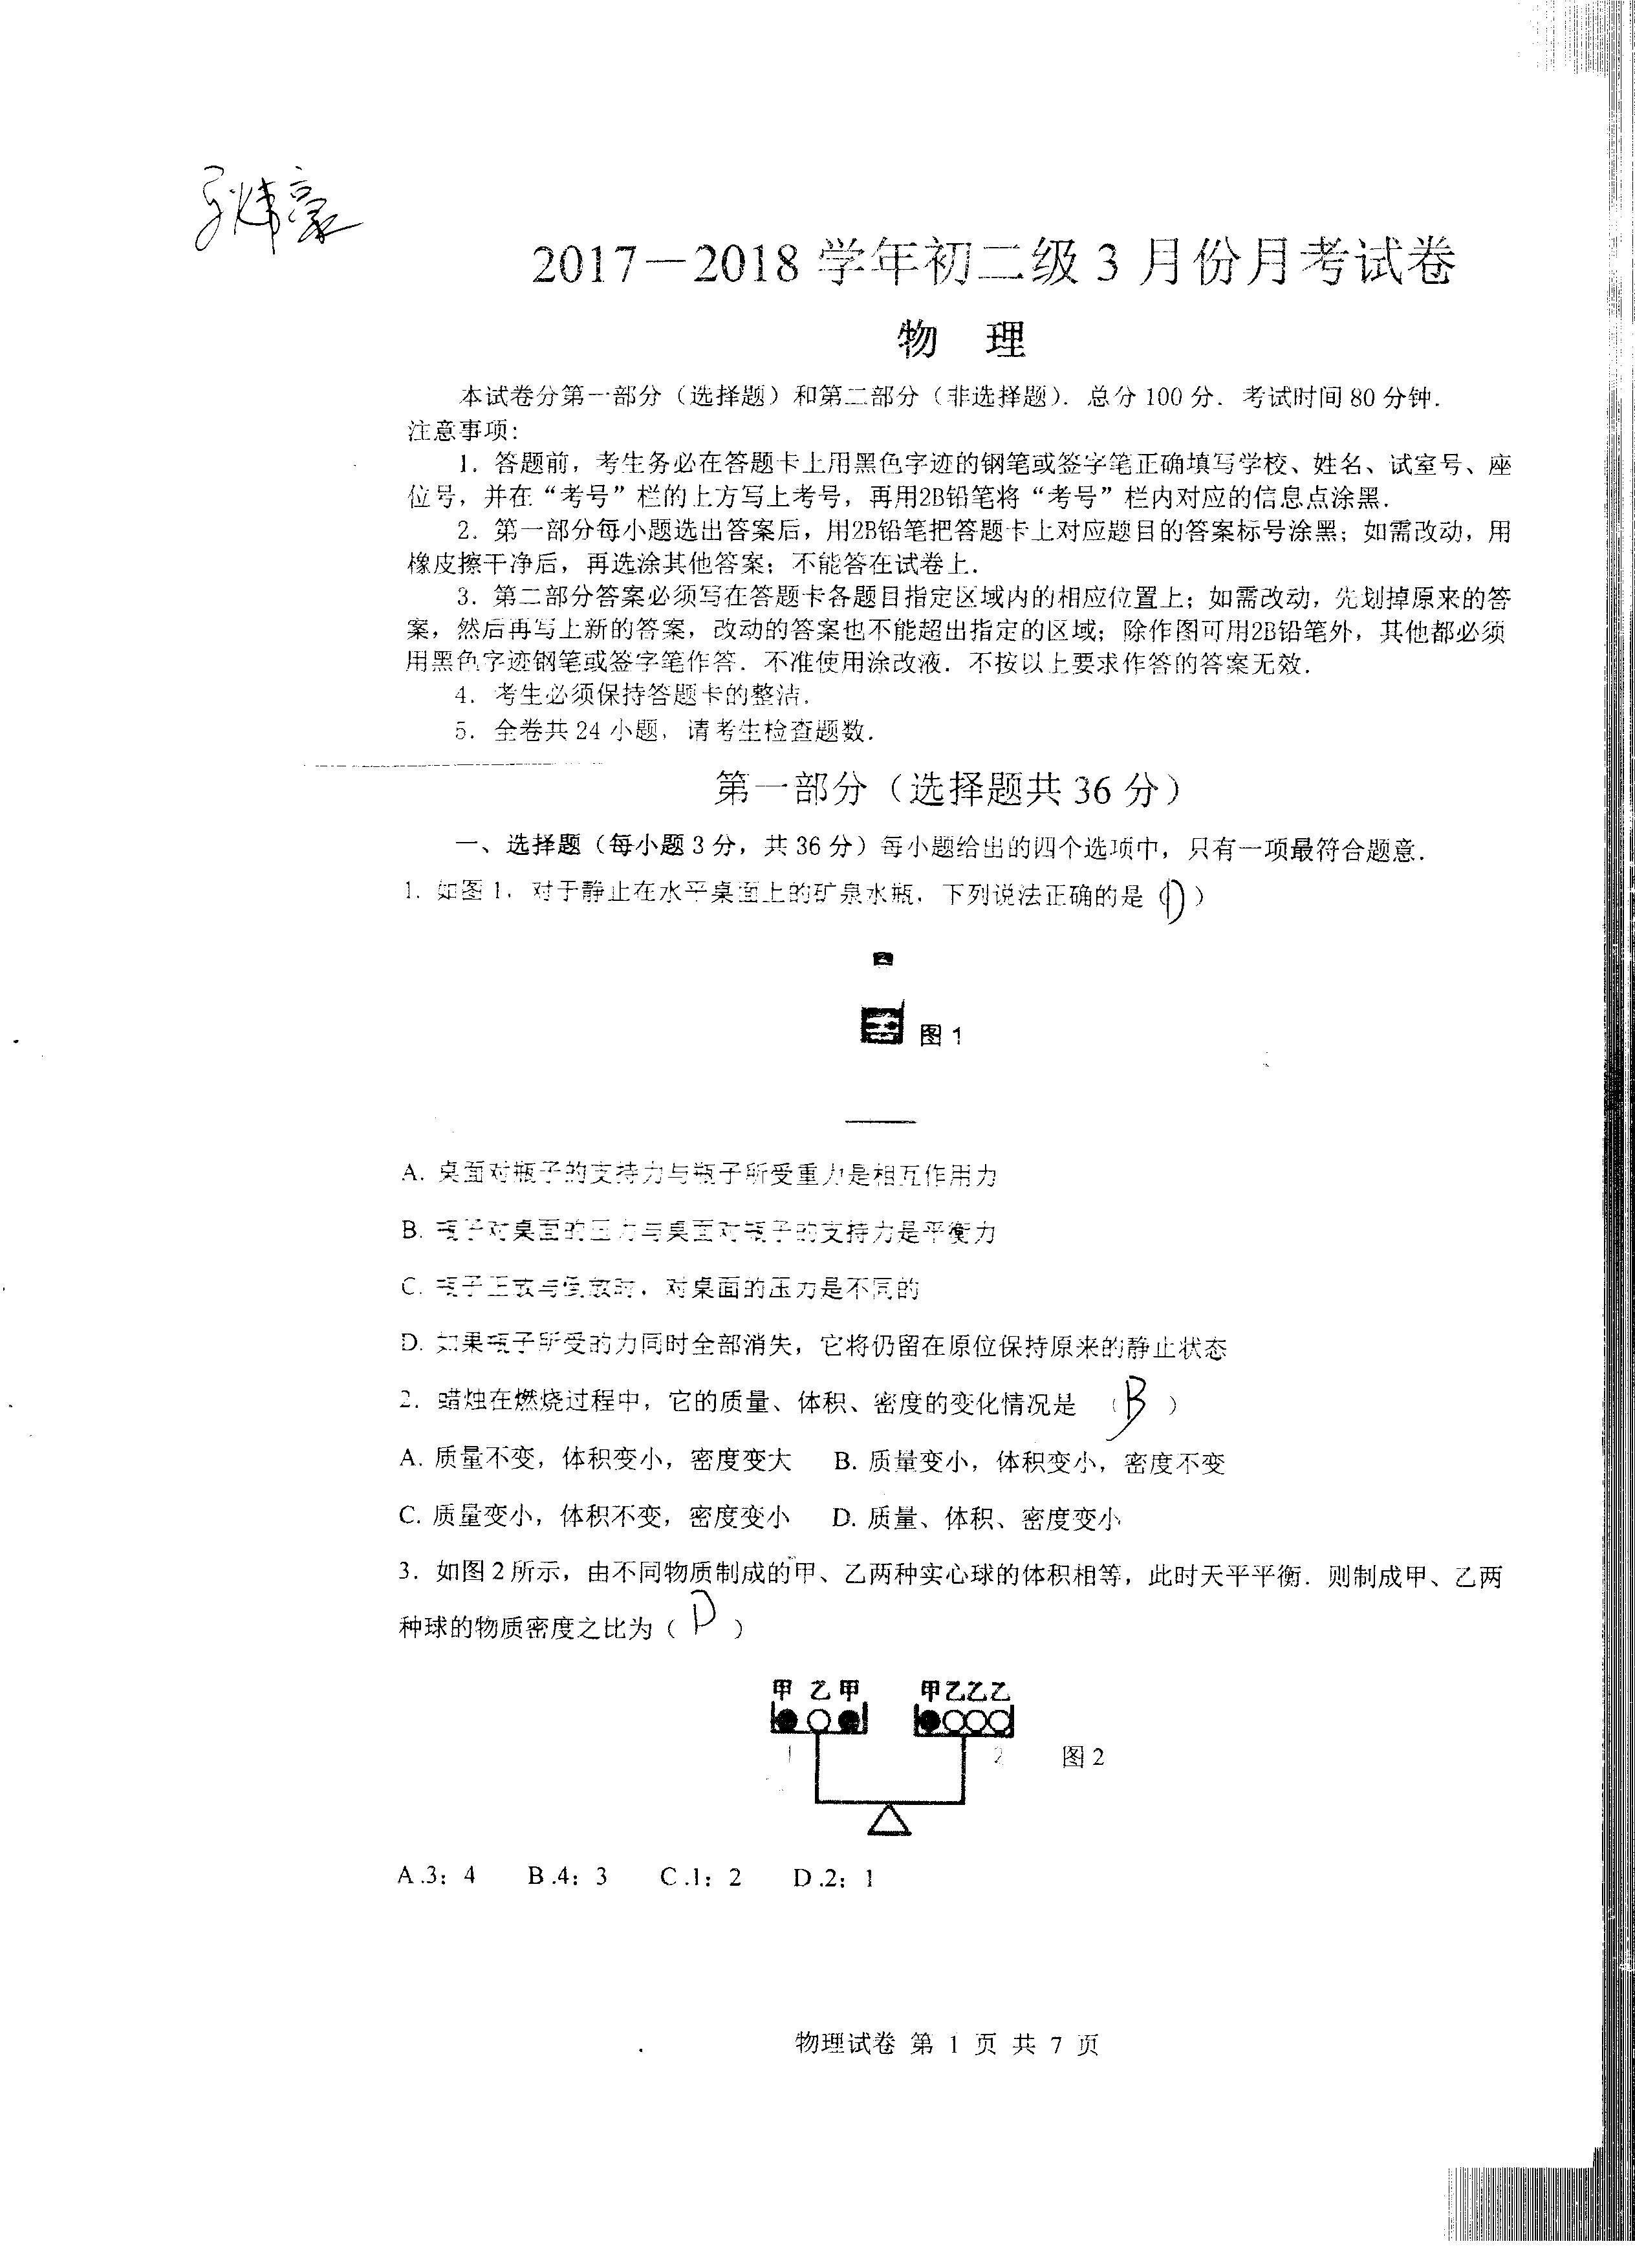 2017－2018 学年初二级 3 月份月考试卷
物 理
本试卷分第一部分（选择题）和第二部分（非选择题）．总分 100 分．考试时间 80 分钟．
注意事项：
1．答题前，考生务必在答题卡上用黑色字迹的钢笔或签字笔正确填写学校、姓名、试室号、座
位号，并在“考号”栏的上方写上考号，再用2B铅笔将“考号”栏内对应的信息点涂黑．
2．第一部分每小题选出答案后，用2B铅笔把答题卡上对应题目的答案标号涂黑；如需改动，用
橡皮擦干净后，再选涂其他答案；不能答在试卷上．
3．第二部分答案必须写在答题卡各题目指定区域内的相应位置上；如需改动，先划掉原来的答
案，然后再写上新的答案，改动的答案也不能超出指定的区域；除作图可用2B铅笔外，其他都必须
用黑色字迹钢笔或签字笔作答．不准使用涂改液．不按以上要求作答的答案无效．
4．考生必须保持答题卡的整洁．
5．全卷共 24 小题，请考生检查题数．
第一部分（选择题共 36 分）
一、选择题（每小题 3 分，共 36 分）每小题给出的四个选项中，只有一项最符合题意．
1. 如图 1，对于静止在水平桌面上的矿泉水瓶，下列说法正确的是（D）
图 1
A. 桌面对瓶子的支持力与瓶子所受重力是相互作用力
B. 瓶子对桌面的压力与桌面对瓶子的支持力是平衡力
C. 瓶子正放与倒放时，对桌面的压力是不同的
D. 如果瓶子所受的力同时全部消失，它将仍留在原位保持原来的静止状态
2．蜡烛在燃烧过程中，它的质量、体积、密度的变化情况是 （B）
A. 质量不变，体积变小，密度变大 B. 质量变小，体积变小，密度不变
C. 质量变小，体积不变，密度变小 D. 质量、体积、密度变小
3．如图 2 所示，由不同物质制成的甲、乙两种实心球的体积相等，此时天平平衡．则制成甲、乙两
种球的物质密度之比为（D）
甲 乙 甲 甲乙乙乙
1 2 图 2
A .3：4 B .4：3 C .1：2 D .2：1
物理试卷 第 1 页 共 7 页